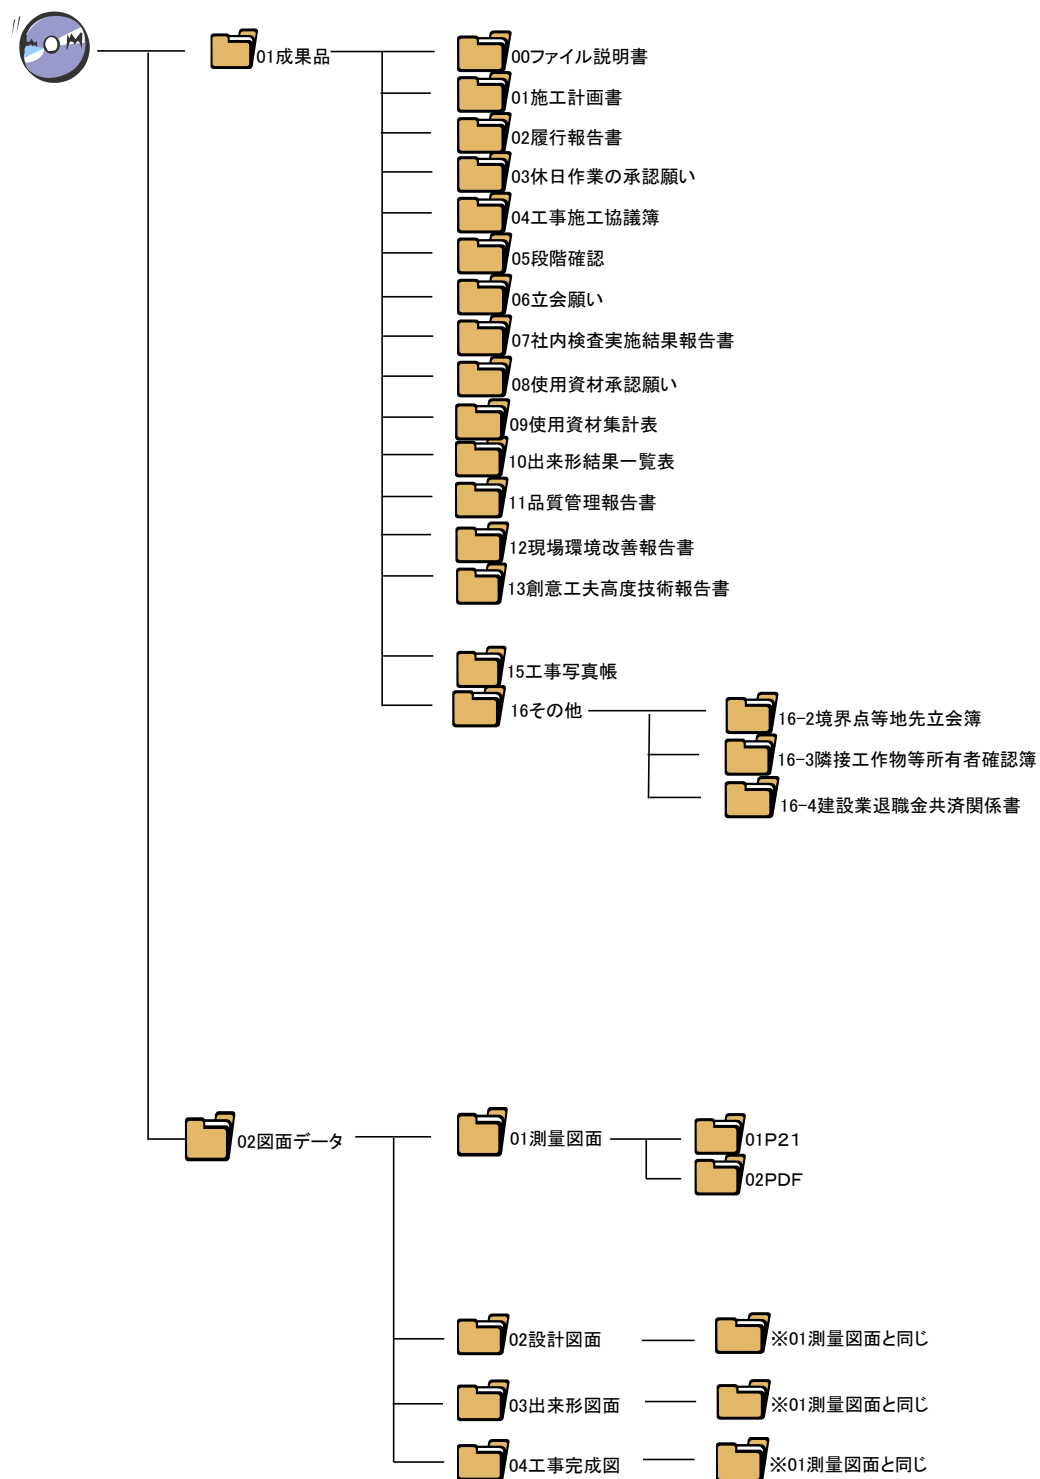 01成果品
00ファイル説明書
01施工計画書
02履行報告書
03休日作業の承認願い
04工事施工協議簿
05段階確認
06立会願い
07社内検査実施結果報告書
08使用資材承認願い
09使用資材集計表
10出来形結果一覧表
11品質管理報告書
12現場環境改善報告書
13創意工夫高度技術報告書
15工事写真帳
16その他
16-2境界点等地先立会簿
16-3隣接工作物等所有者確認簿
16-4建設業退職金共済関係書
02図面データ
01測量図面
01P21
02PDF
02設計図面
※01測量図面と同じ
03出来形図面
※01測量図面と同じ
04工事完成図
※01測量図面と同じ